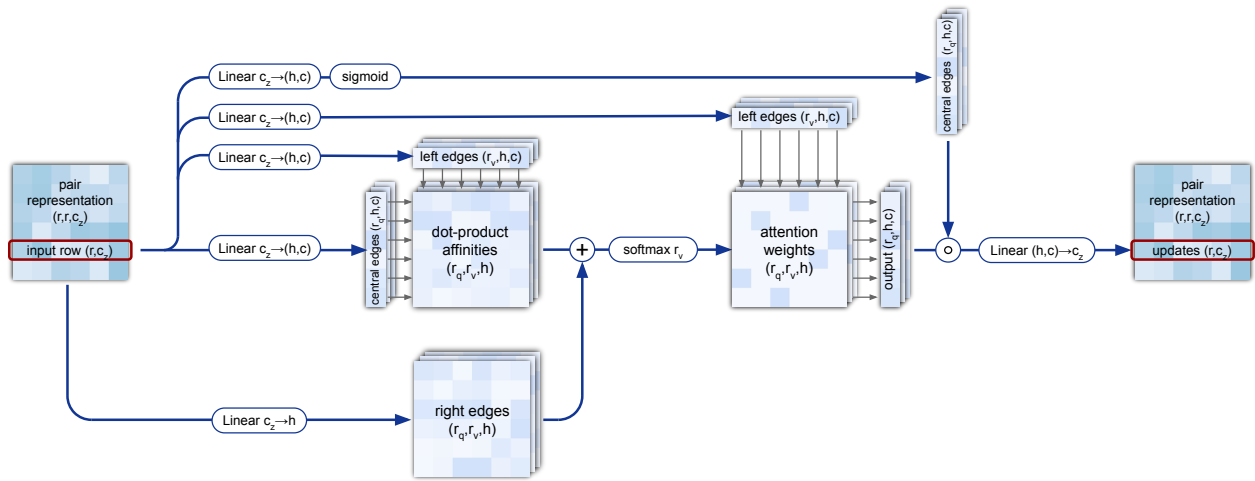 pair
representation
(r,r,c_z)
input row (r,c_z)
Linear c_z→(h,c)
sigmoid
central edges (r_q,h,c)
Linear c_z→(h,c)
left edges (r_v,h,c)
Linear c_z→(h,c)
left edges (r_v,h,c)
Linear c_z→(h,c)
central edges (r_q,h,c)
dot-product
affinities
(r_q,r_v,h)
+
softmax r_v
attention
weights
(r_q,r_v,h)
output (r_q,h,c)
Linear (h,c)→c_z
pair
representation
(r,r,c_z)
updates (r,c_z)
Linear c_z→h
right edges
(r_q,r_v,h)